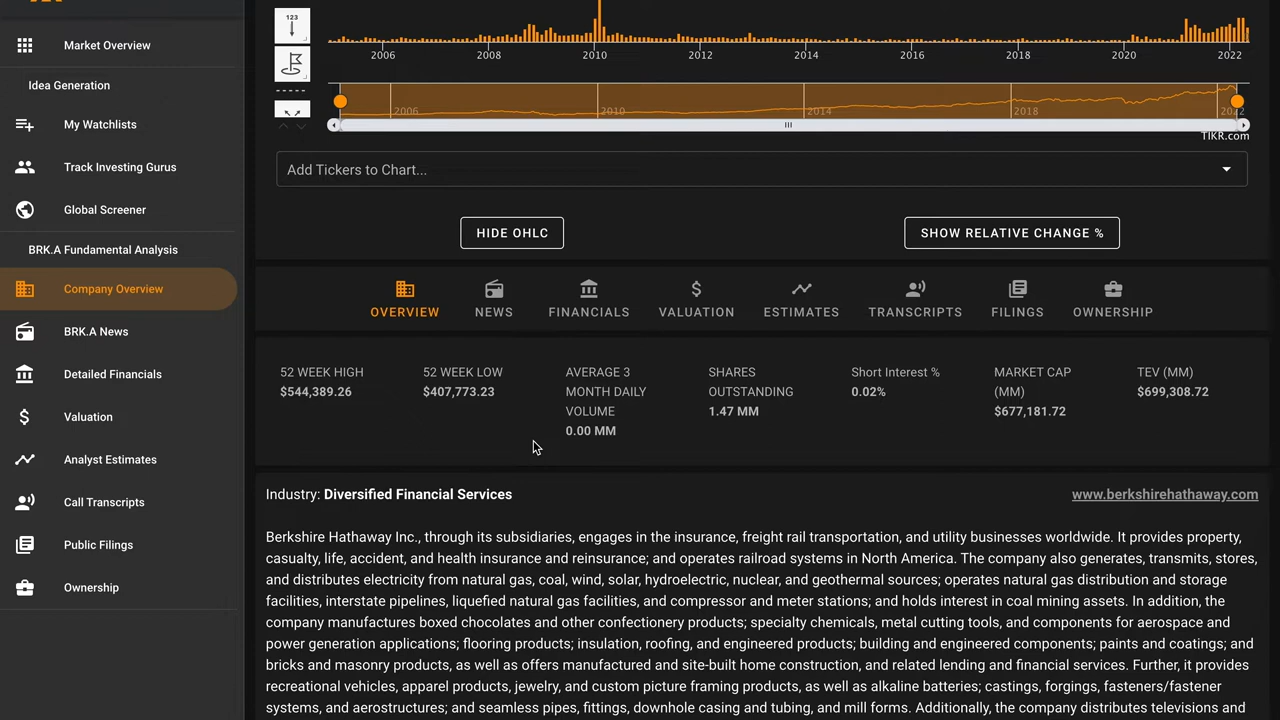 Market Overview
Idea Generation
My Watchlists
Track Investing Gurus
Global Screener
BRK.A Fundamental Analysis
Company Overview
BRK.A News
Detailed Financials
Valuation
Analyst Estimates
Call Transcripts
Public Filings
Ownership
123
2006 2008 2010 2012 2014 2016 2018 2020 2022
2006 2010 2014 2018 2022
TIKR.com
Add Tickers to Chart...
HIDE OHLC
SHOW RELATIVE CHANGE %
OVERVIEW NEWS FINANCIALS VALUATION ESTIMATES TRANSCRIPTS FILINGS OWNERSHIP
52 WEEK HIGH
$544,389.26
52 WEEK LOW
$407,773.23
AVERAGE 3
MONTH DAILY
VOLUME
0.00 MM
SHARES
OUTSTANDING
1.47 MM
Short Interest %
0.02%
MARKET CAP
(MM)
$677,181.72
TEV (MM)
$699,308.72
Industry: Diversified Financial Services
www.berkshirehathaway.com
Berkshire Hathaway Inc., through its subsidiaries, engages in the insurance, freight rail transportation, and utility businesses worldwide. It provides property,
casualty, life, accident, and health insurance and reinsurance; and operates railroad systems in North America. The company also generates, transmits, stores,
and distributes electricity from natural gas, coal, wind, solar, hydroelectric, nuclear, and geothermal sources; operates natural gas distribution and storage
facilities, interstate pipelines, liquefied natural gas facilities, and compressor and meter stations; and holds interest in coal mining assets. In addition, the
company manufactures boxed chocolates and other confectionery products; specialty chemicals, metal cutting tools, and components for aerospace and
power generation applications; flooring products; insulation, roofing, and engineered products; building and engineered components; paints and coatings; and
bricks and masonry products, as well as offers manufactured and site-built home construction, and related lending and financial services. Further, it provides
recreational vehicles, apparel products, jewelry, and custom picture framing products, as well as alkaline batteries; castings, forgings, fasteners/fastener
systems, and aerostructures; and seamless pipes, fittings, downhole casing and tubing, and mill forms. Additionally, the company distributes televisions and